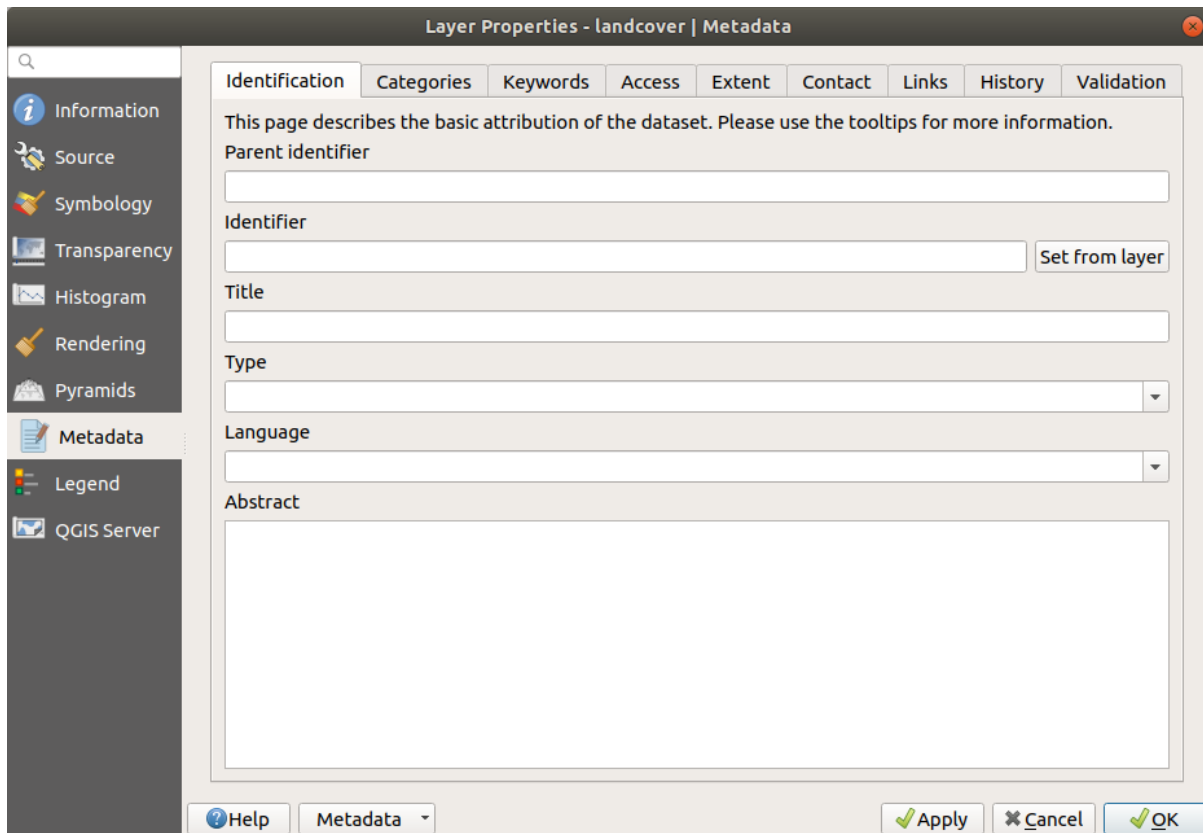 Layer Properties - landcover | Metadata
Information
Source
Symbology
Transparency
Histogram
Rendering
Pyramids
Metadata
Legend
QGIS Server
Identification Categories Keywords Access Extent Contact Links History Validation
This page describes the basic attribution of the dataset. Please use the tooltips for more information.
Parent identifier
Identifier
Set from layer
Title
Type
Language
Abstract
Help Metadata Apply Cancel OK